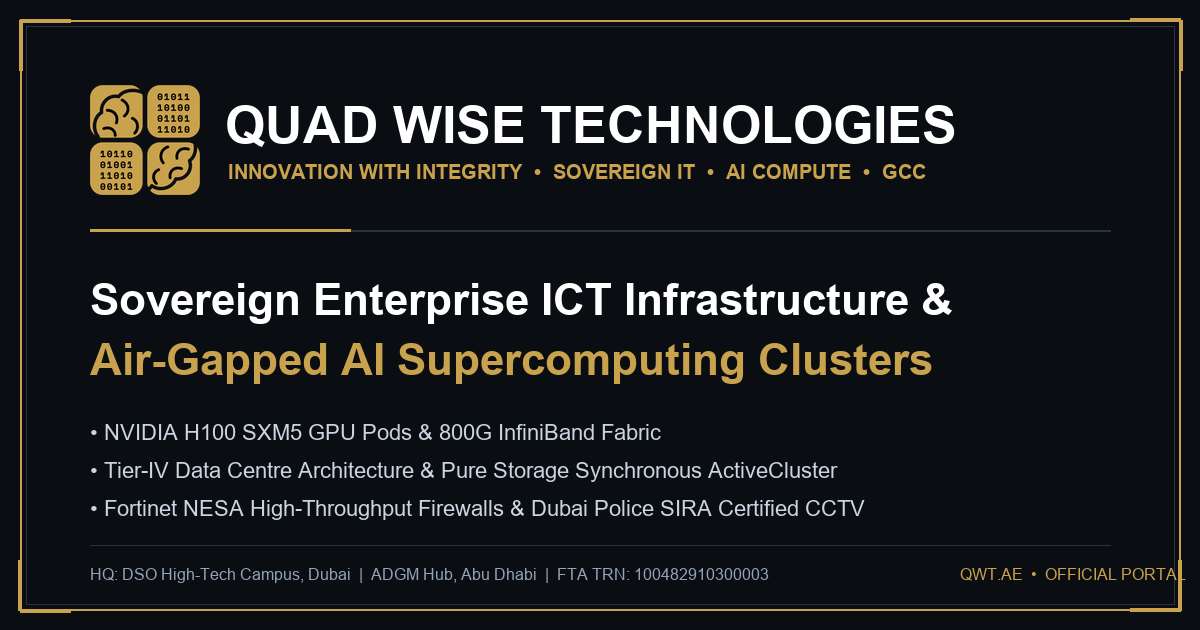 01011
10100
01101
11010
10110
01001
11010
00101
QUAD WISE TECHNOLOGIES
INNOVATION WITH INTEGRITY • SOVEREIGN IT • AI COMPUTE • GCC
Sovereign Enterprise ICT Infrastructure &
Air-Gapped AI Supercomputing Clusters
• NVIDIA H100 SXM5 GPU Pods & 800G InfiniBand Fabric
• Tier-IV Data Centre Architecture & Pure Storage Synchronous ActiveCluster
• Fortinet NESA High-Throughput Firewalls & Dubai Police SIRA Certified CCTV
HQ: DSO High-Tech Campus, Dubai | ADGM Hub, Abu Dhabi | FTA TRN: 100482910300003
QWT.AE • OFFICIAL PORTAL